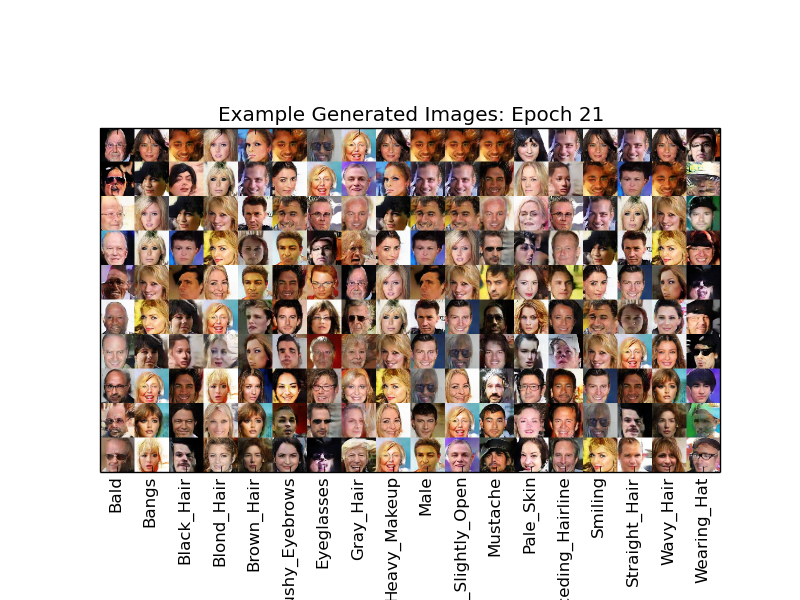 Example Generated Images: Epoch 21
Bald
Bangs
Black_Hair
Blond_Hair
Brown_Hair
ushy_Eyebrows
Eyeglasses
Gray_Hair
Heavy_Makeup
Male
_Slightly_Open
Mustache
Pale_Skin
ceding_Hairline
Smiling
Straight_Hair
Wavy_Hair
Wearing_Hat